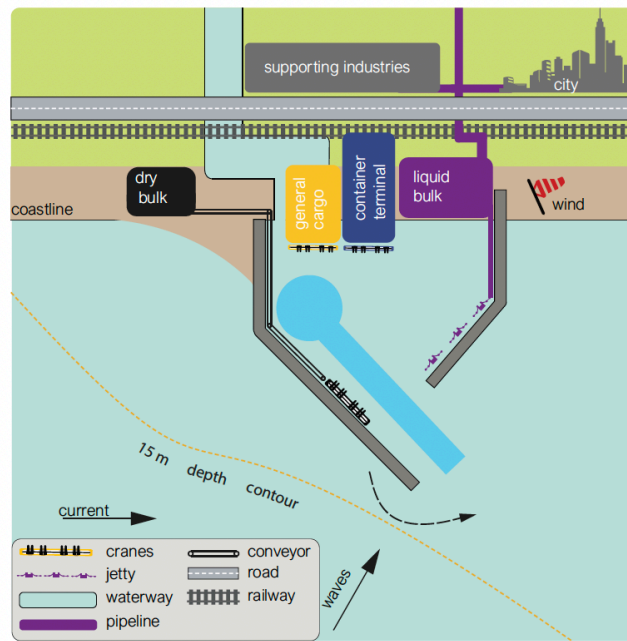 supporting industries
city
dry
bulk
general
cargo
container
terminal
liquid
bulk
wind
coastline
15 m depth contour
current
waves
cranes
conveyor
jetty
road
waterway
railway
pipeline